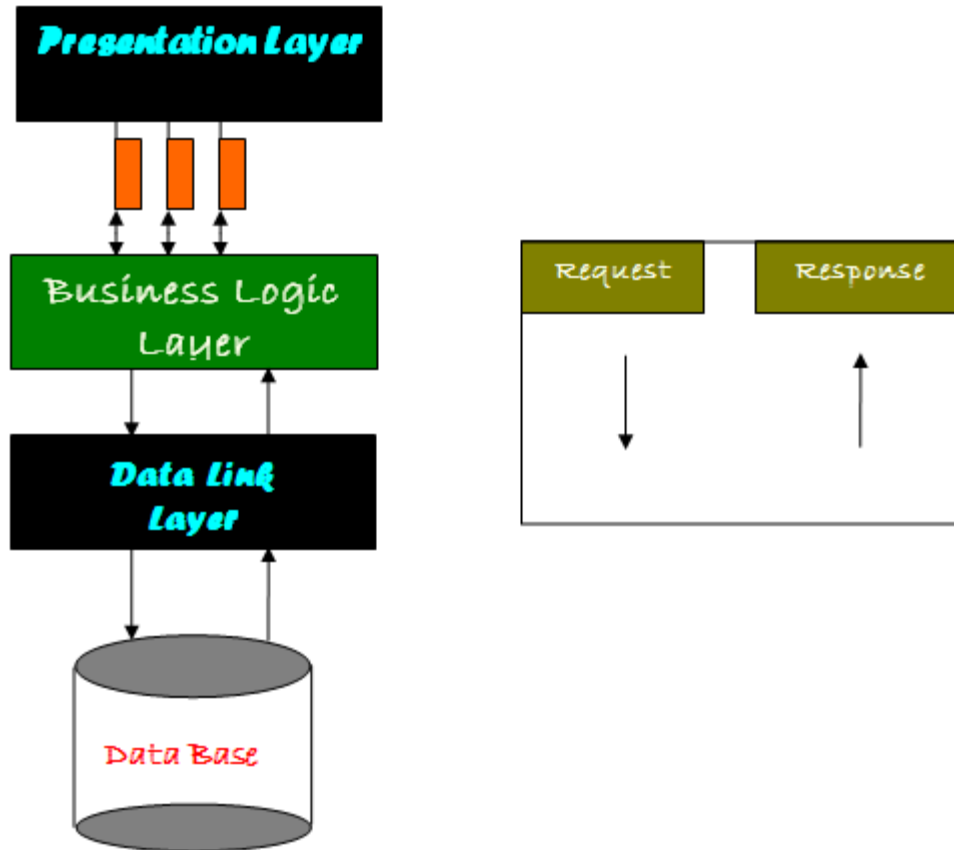 Presentation Layer
Business Logic
Layer
Request
Response
Data Link
Layer
Data Base